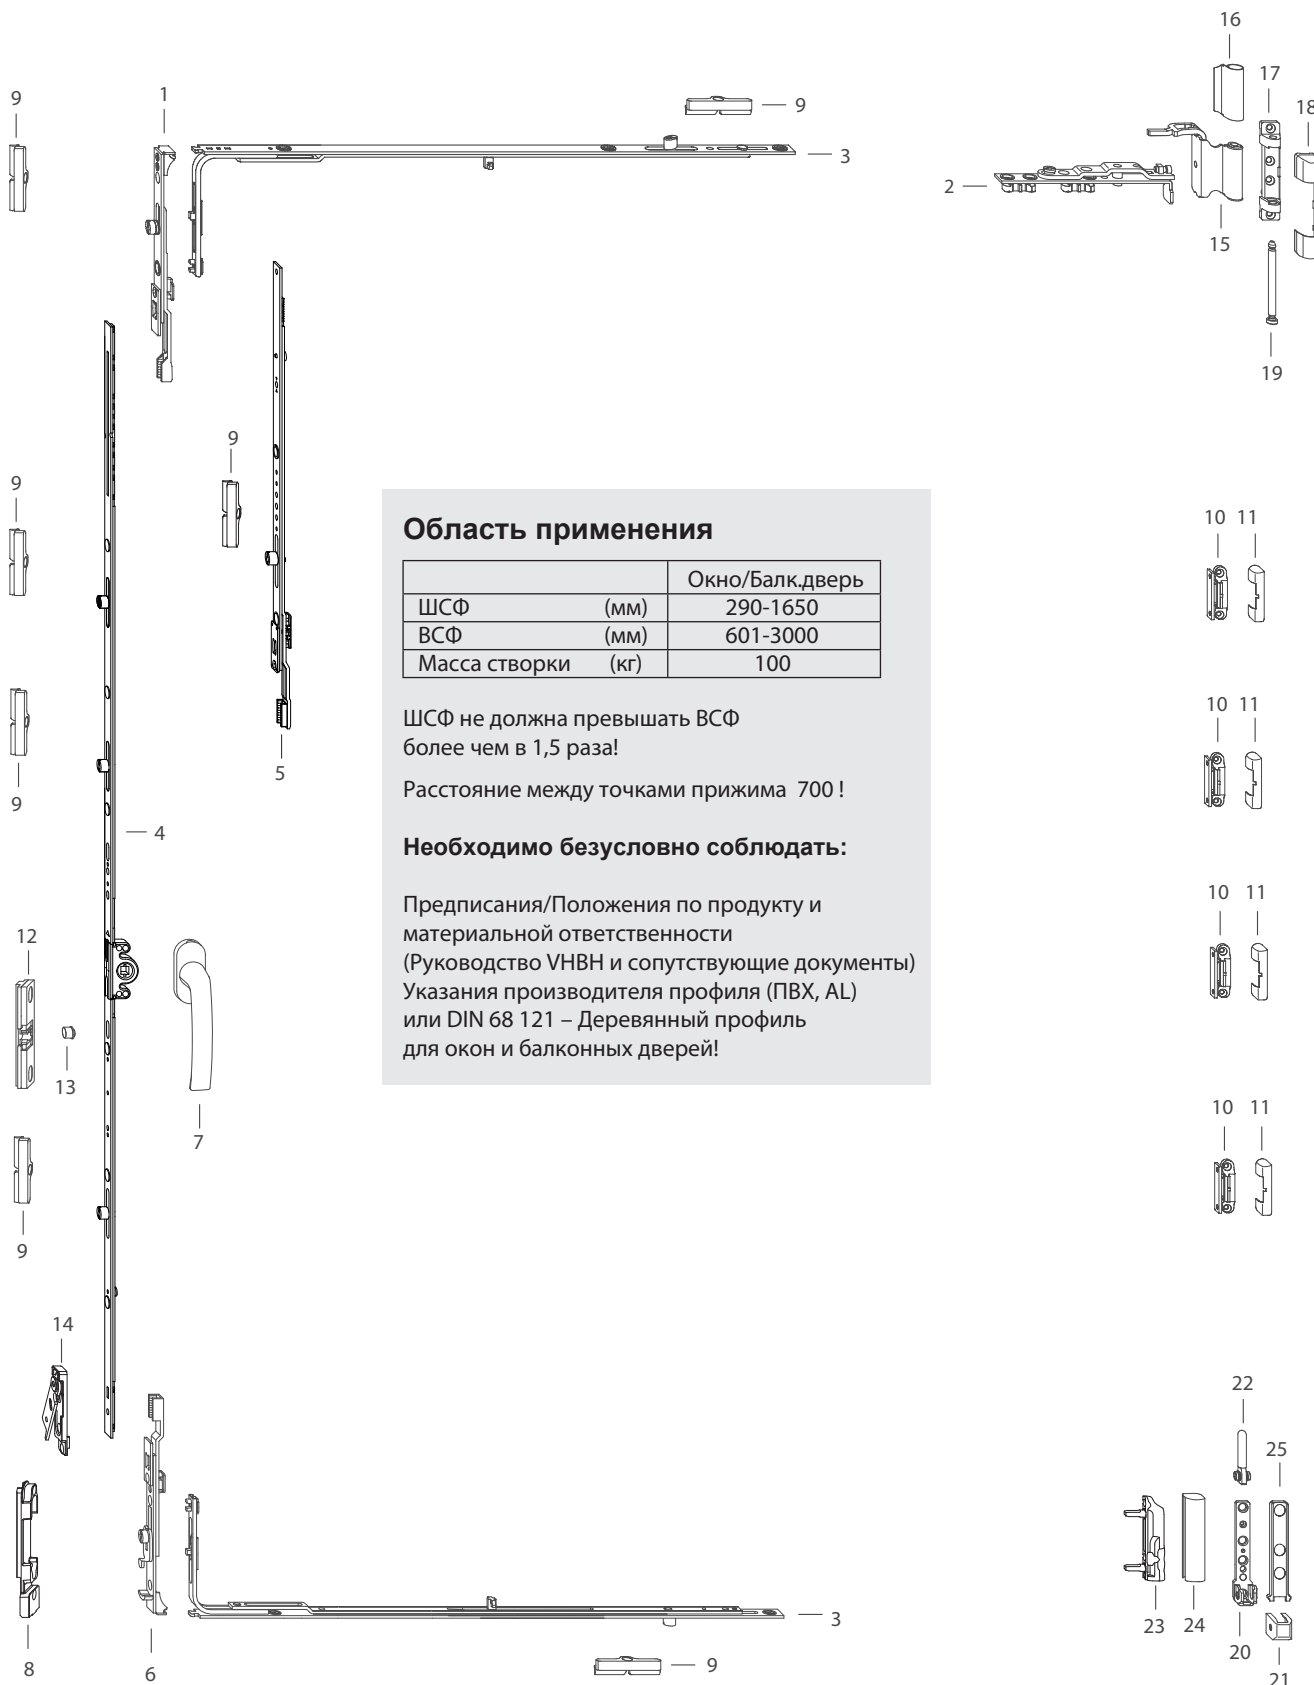 16
17
18
9
1
9
3
2
15
19
9
9
10 11
5
10 11
9
4
10 11
12
13
7
10 11
9
14
22
25
3
23 24
20
21
8
6
9
Область применения
Окно/Балк.дверь
ШСФ (мм) 290-1650
ВСФ (мм) 601-3000
Масса створки (кг) 100
ШСФ не должна превышать ВСФ
более чем в 1,5 раза!
Расстояние между точками прижима 700 !
Необходимо безусловно соблюдать:
Предписания/Положения по продукту и
материальной ответственности
(Руководство VHBH и сопутствующие документы)
Указания производителя профиля (ПВХ, AL)
или DIN 68 121 – Деревянный профиль
для окон и балконных дверей!